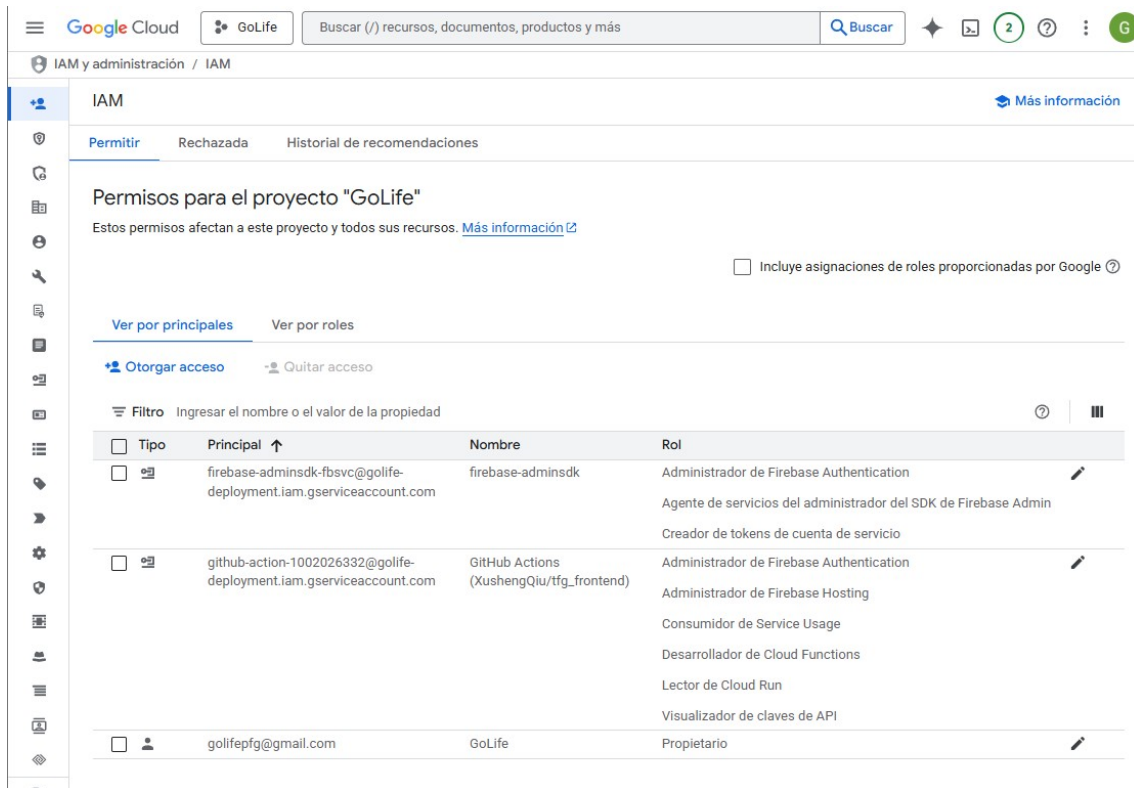 Google Cloud
GoLife
Buscar (/) recursos, documentos, productos y más
Buscar
2
G
IAM y administración / IAM
IAM
Más información
Permitir
Rechazada
Historial de recomendaciones
Permisos para el proyecto "GoLife"
Estos permisos afectan a este proyecto y todos sus recursos. Más información
Incluye asignaciones de roles proporcionadas por Google
Ver por principales
Ver por roles
Otorgar acceso
Quitar acceso
Filtro Ingresar el nombre o el valor de la propiedad
Tipo Principal Nombre Rol
firebase-adminsdk-fbsvc@golife-
deployment.iam.gserviceaccount.com
firebase-adminsdk
Administrador de Firebase Authentication
Agente de servicios del administrador del SDK de Firebase Admin
Creador de tokens de cuenta de servicio
github-action-1002026332@golife-
deployment.iam.gserviceaccount.com
GitHub Actions
(XushengQiu/tfg_frontend)
Administrador de Firebase Authentication
Administrador de Firebase Hosting
Consumidor de Service Usage
Desarrollador de Cloud Functions
Lector de Cloud Run
Visualizador de claves de API
golifepfg@gmail.com GoLife Propietario